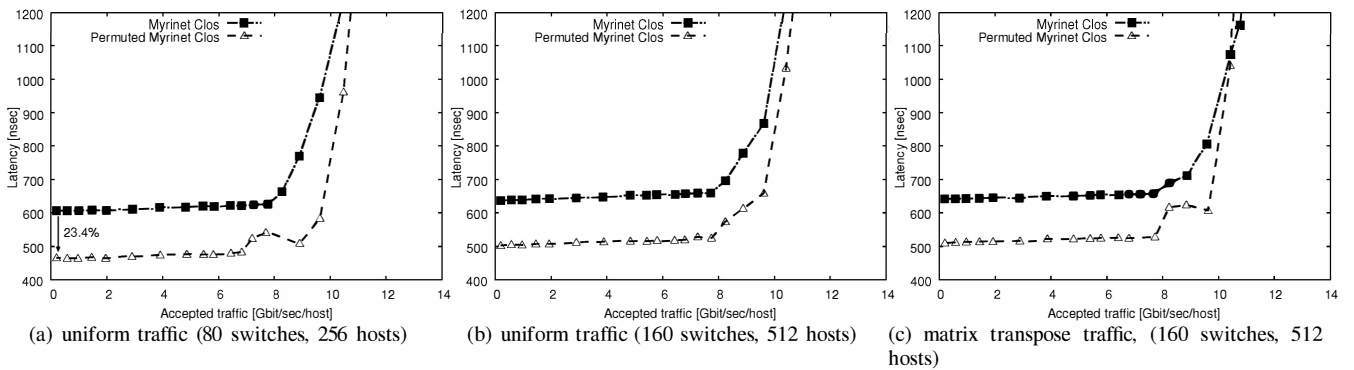 1200
1100
1000
900
800
700
600
500
400
Latency [nsec]
Myrinet Clos
Permuted Myrinet Clos
23.4%
0 2 4 6 8 10 12 14
Accepted traffic [Gbit/sec/host]
(a) uniform traffic (80 switches, 256 hosts)
1200
1100
1000
900
800
700
600
500
400
Latency [nsec]
Myrinet Clos
Permuted Myrinet Clos
0 2 4 6 8 10 12 14
Accepted traffic [Gbit/sec/host]
(b) uniform traffic (160 switches, 512 hosts)
1200
1100
1000
900
800
700
600
500
400
Latency [nsec]
Myrinet Clos
Permuted Myrinet Clos
0 2 4 6 8 10 12 14
Accepted traffic [Gbit/sec/host]
(c) matrix transpose traffic, (160 switches, 512
hosts)